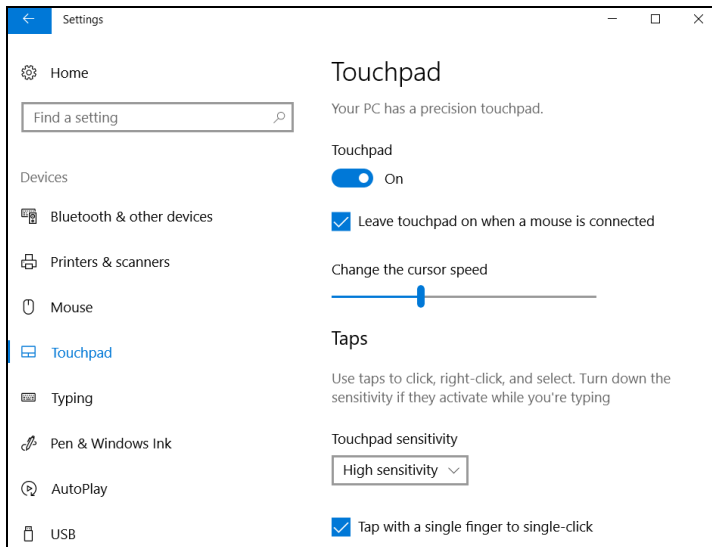 Settings
Home
Find a setting
Devices
Bluetooth & other devices
Printers & scanners
Mouse
Touchpad
Typing
Pen & Windows Ink
AutoPlay
USB
Touchpad
Your PC has a precision touchpad.
Touchpad
On
Leave touchpad on when a mouse is connected
Change the cursor speed
Taps
Use taps to click, right-click, and select. Turn down the
sensitivity if they activate while you're typing
Touchpad sensitivity
High sensitivity
Tap with a single finger to single-click